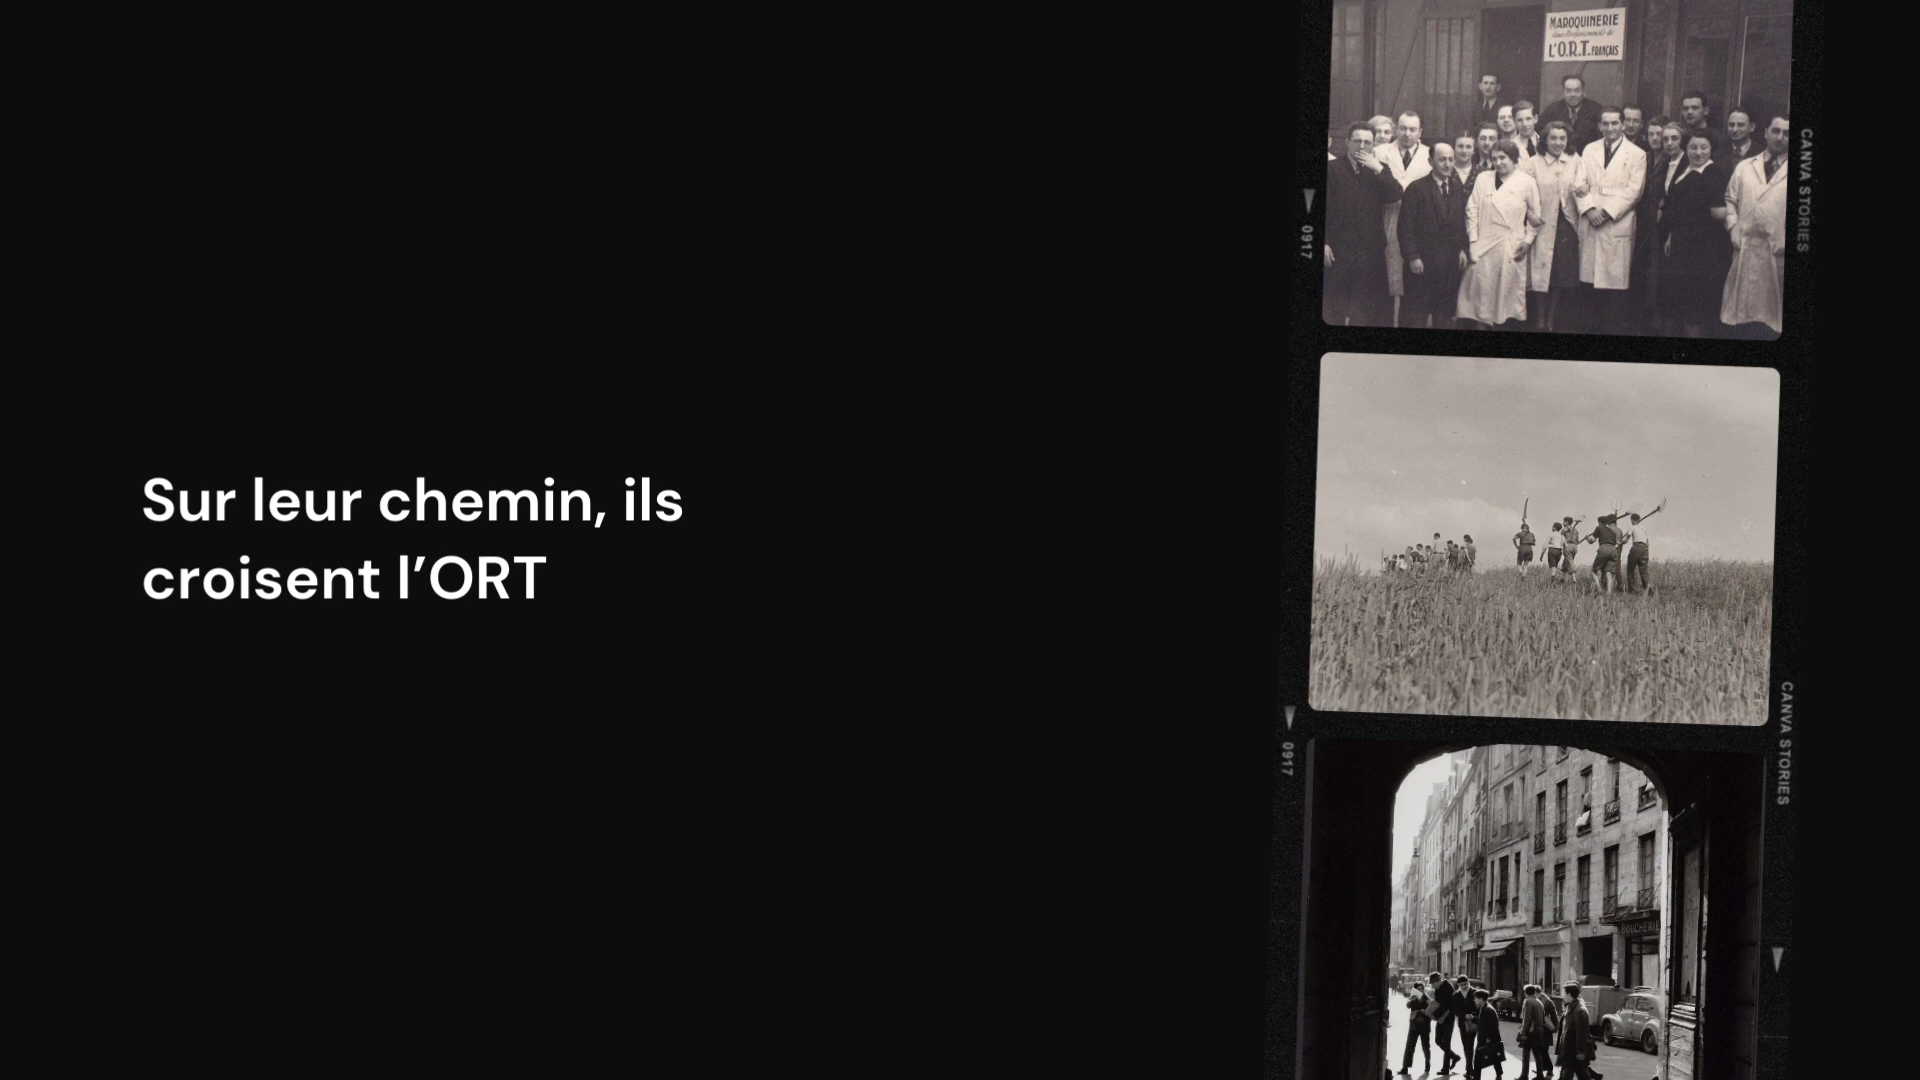 Sur leur chemin, ils
croisent l’ORT
MAROQUINERIE
L'O.R.T. FRANÇAIS
0917
CANVA STORIES
0917
CANVA STORIES
BOUCHERIE